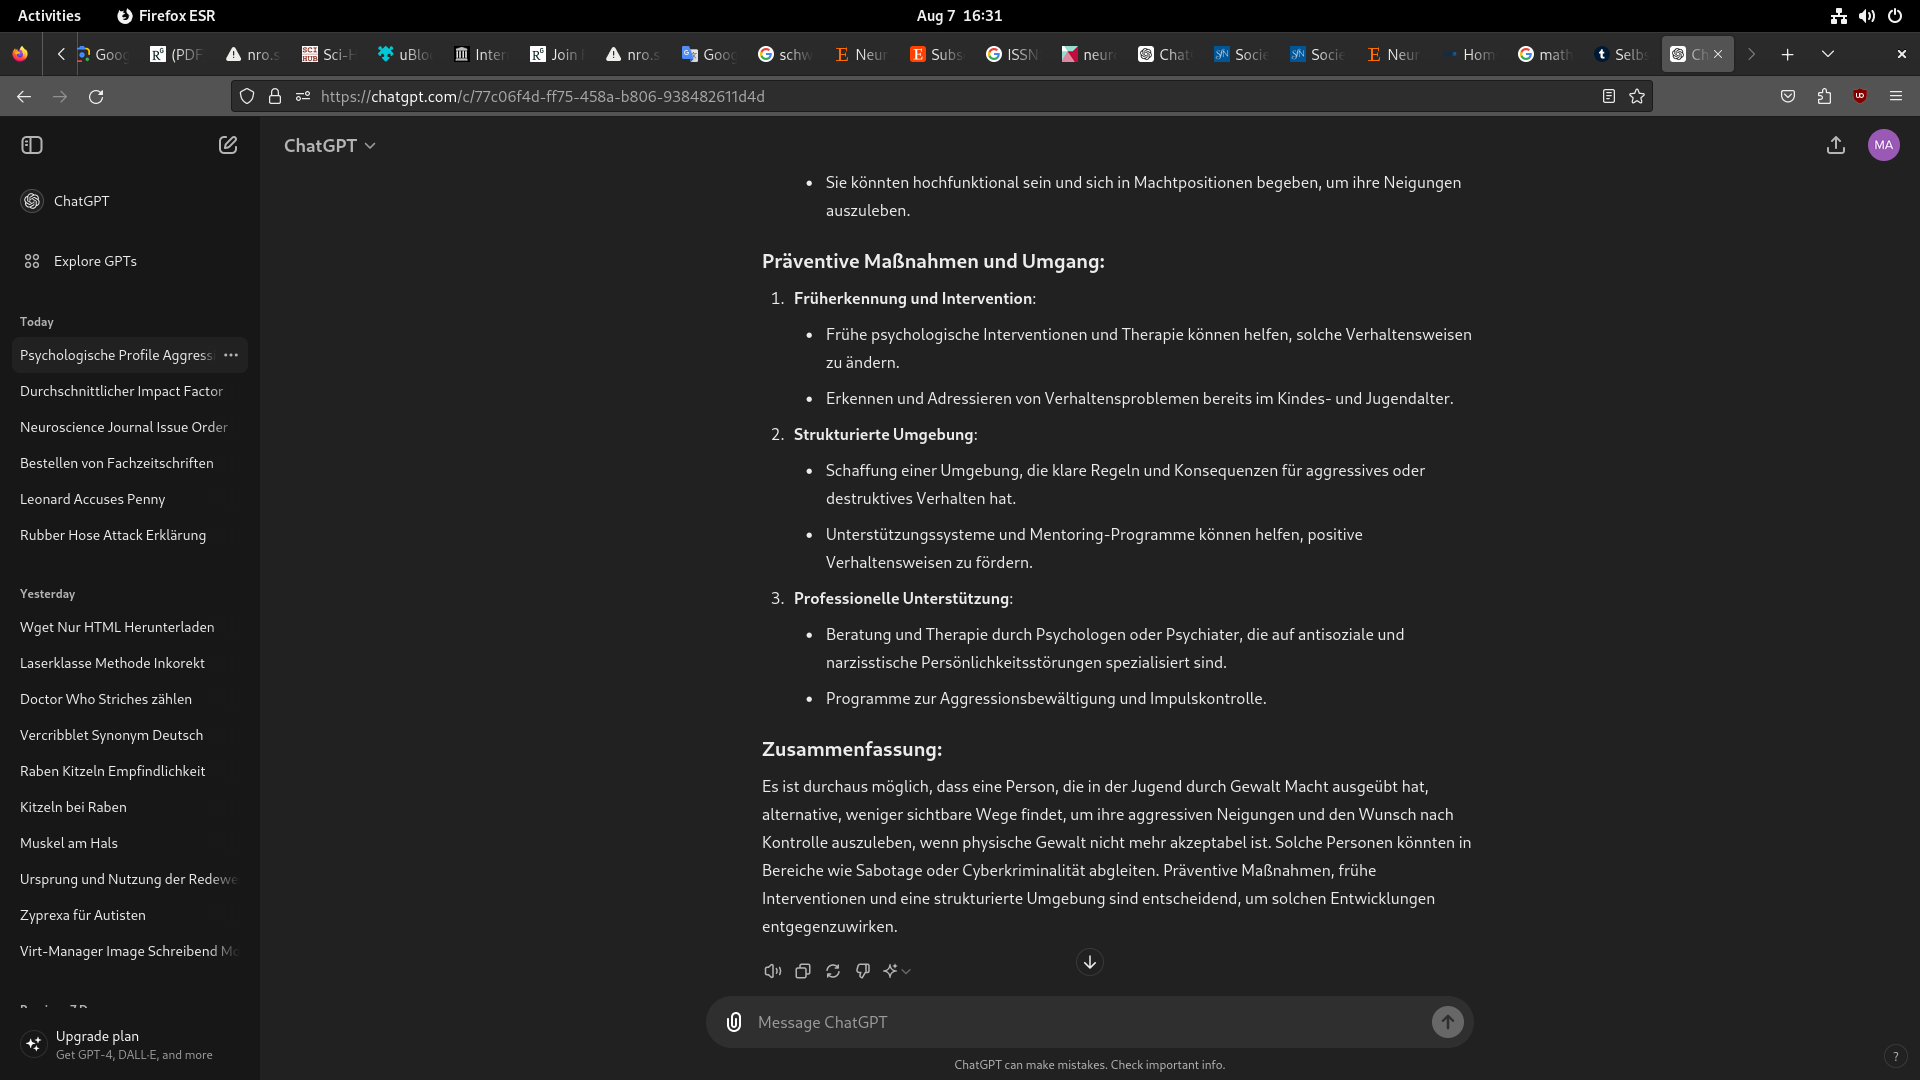 Activities
Firefox ESR
Aug 7 16:31
Goog
(PDF
nro.s
Sci-H
uBlo
Inter
Join
nro.s
Goog
schw
Neur
Subs
ISSN
neur
Chat
Socie
Socie
Neur
Hom
math
Selbs
Ch
https://chatgpt.com/c/77c06f4d-ff75-458a-b806-938482611d4d
ChatGPT
MA
ChatGPT
Explore GPTs
Today
Psychologische Profile Aggressi
Durchschnittlicher Impact Factor
Neuroscience Journal Issue Order
Bestellen von Fachzeitschriften
Leonard Accuses Penny
Rubber Hose Attack Erklärung
Yesterday
Wget Nur HTML Herunterladen
Laserklasse Methode Inkorekt
Doctor Who Striches zählen
Vercribblet Synonym Deutsch
Raben Kitzeln Empfindlichkeit
Kitzeln bei Raben
Muskel am Hals
Ursprung und Nutzung der Redewe
Zyprexa für Autisten
Virt-Manager Image Schreibend Mo
Upgrade plan
Get GPT-4, DALL·E, and more
• Sie könnten hochfunktional sein und sich in Machtpositionen begeben, um ihre Neigungen
auszuleben.
Präventive Maßnahmen und Umgang:
1. Früherkennung und Intervention:
• Frühe psychologische Interventionen und Therapie können helfen, solche Verhaltensweisen
zu ändern.
• Erkennen und Adressieren von Verhaltensproblemen bereits im Kindes- und Jugendalter.
2. Strukturierte Umgebung:
• Schaffung einer Umgebung, die klare Regeln und Konsequenzen für aggressives oder
destruktives Verhalten hat.
• Unterstützungssysteme und Mentoring-Programme können helfen, positive
Verhaltensweisen zu fördern.
3. Professionelle Unterstützung:
• Beratung und Therapie durch Psychologen oder Psychiater, die auf antisoziale und
narzisstische Persönlichkeitsstörungen spezialisiert sind.
• Programme zur Aggressionsbewältigung und Impulskontrolle.
Zusammenfassung:
Es ist durchaus möglich, dass eine Person, die in der Jugend durch Gewalt Macht ausgeübt hat,
alternative, weniger sichtbare Wege findet, um ihre aggressiven Neigungen und den Wunsch nach
Kontrolle auszuleben, wenn physische Gewalt nicht mehr akzeptabel ist. Solche Personen könnten in
Bereiche wie Sabotage oder Cyberkriminalität abgleiten. Präventive Maßnahmen, frühe
Interventionen und eine strukturierte Umgebung sind entscheidend, um solchen Entwicklungen
entgegenzuwirken.
Message ChatGPT
ChatGPT can make mistakes. Check important info.
?